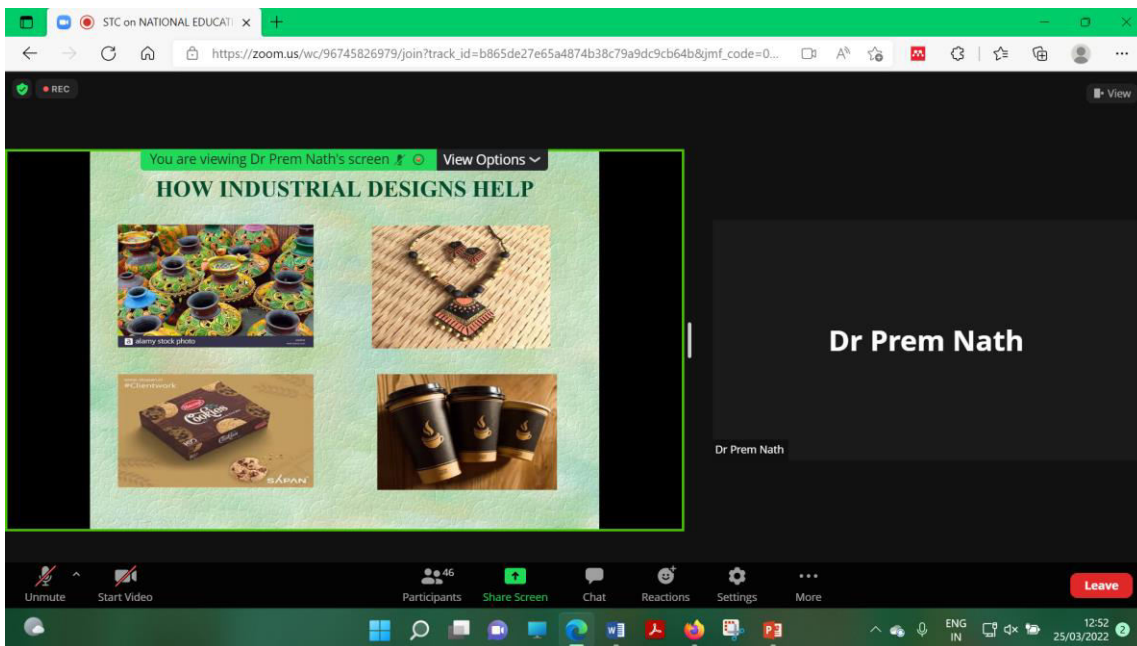 STC on NATIONAL EDUCATI
https://zoom.us/wc/96745826979/join?track_id=b865de27e65a4874b38c79a9dc9cb64b&jmf_code=0...
REC
View
You are viewing Dr Prem Nath's screen
View Options
HOW INDUSTRIAL DESIGNS HELP
a alamy stock photo
#Clientwork
Cookies
Cookies
SAPAN
Dr Prem Nath
Dr Prem Nath
Unmute
Start Video
46
Participants
Share Screen
Chat
Reactions
Settings
More
Leave
ENG
IN
12:52
25/03/2022
2